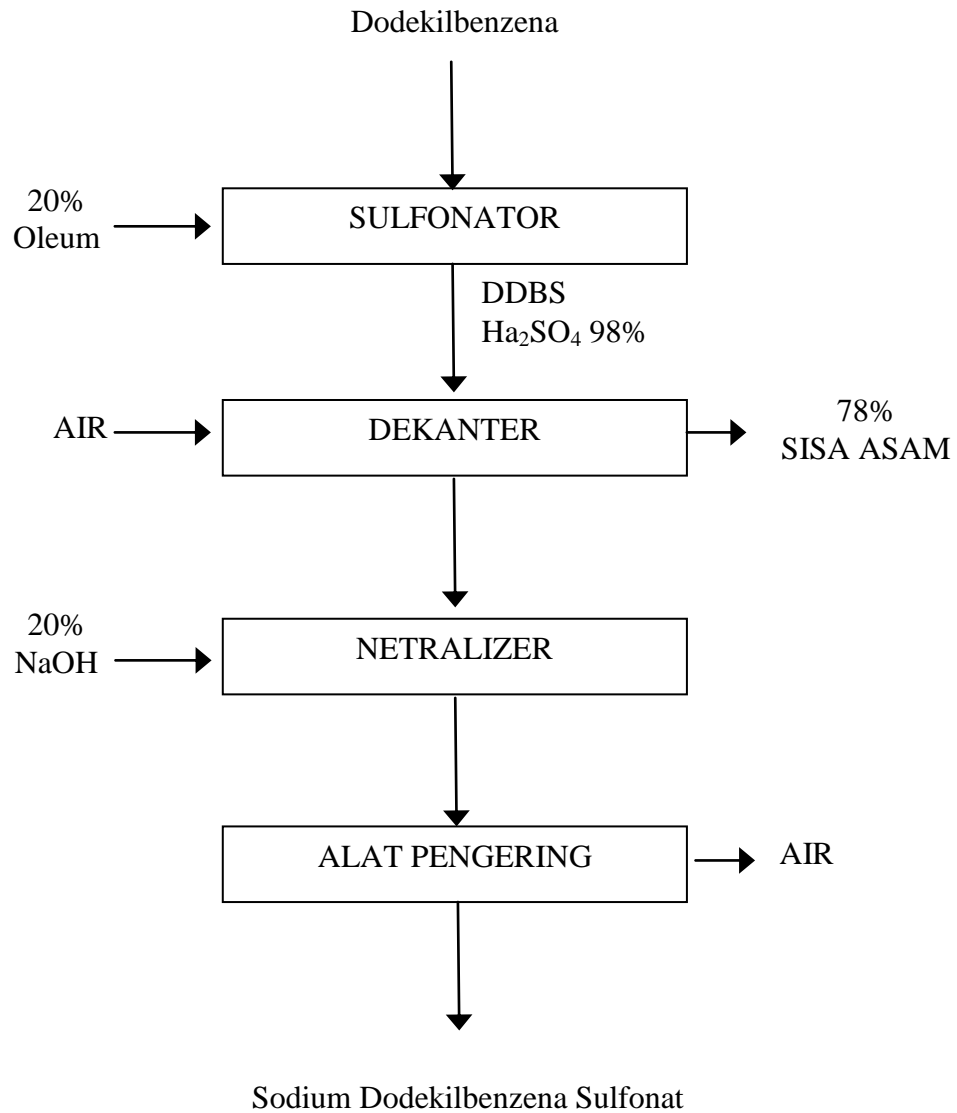 Dodekilbenzena
20%
Oleum
SULFONATOR
DDBS
Ha₂SO₄ 98%
AIR
DEKANTER
78%
SISA ASAM
20%
NaOH
NETRALIZER
ALAT PENGERING
AIR
Sodium Dodekilbenzena Sulfonat